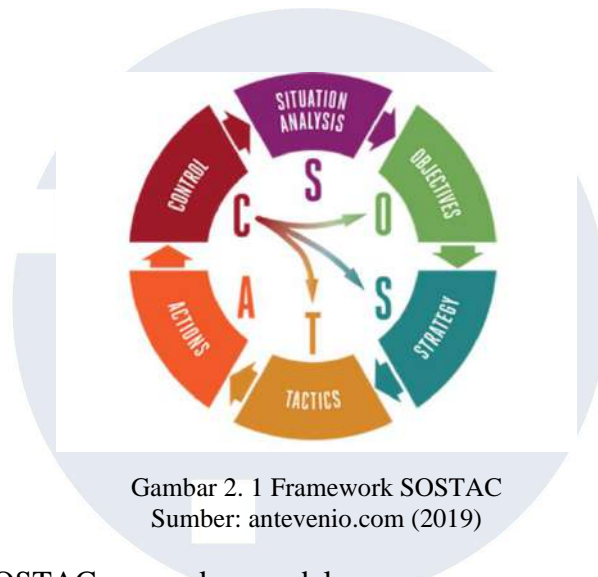 SITUATION
ANALYSIS
OBJECTIVES
STRATEGY
TACTICS
ACTIONS
CONTROL
S
O
S
T
A
C
Gambar 2. 1 Framework SOSTAC
Sumber: antevenio.com (2019)